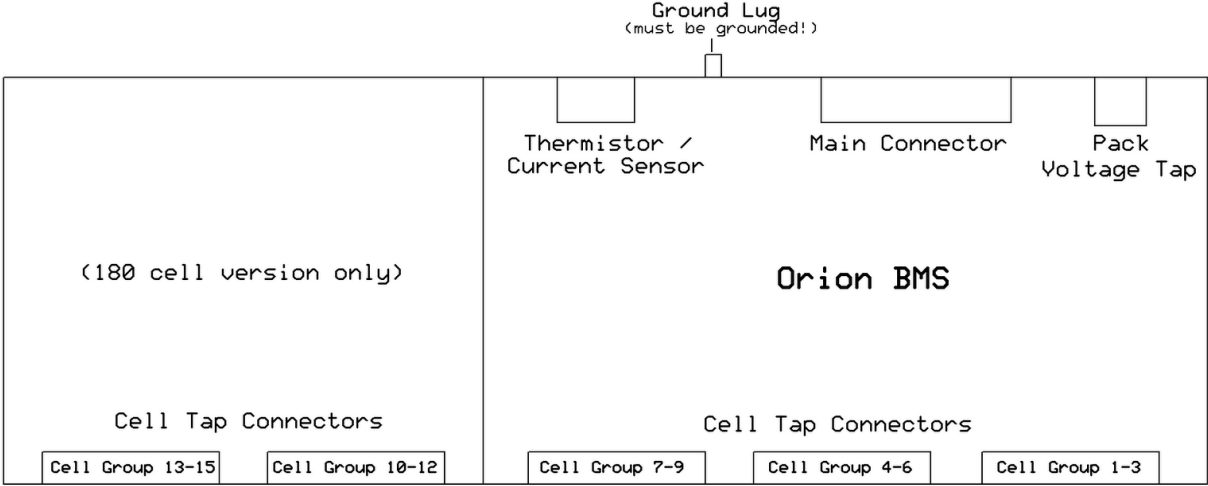 Ground Lug
(must be grounded!)
Thermistor /
Current Sensor
Main Connector
Pack
Voltage Tap
(180 cell version only)
Orion BMS
Cell Tap Connectors
Cell Tap Connectors
Cell Group 13-15
Cell Group 10-12
Cell Group 7-9
Cell Group 4-6
Cell Group 1-3